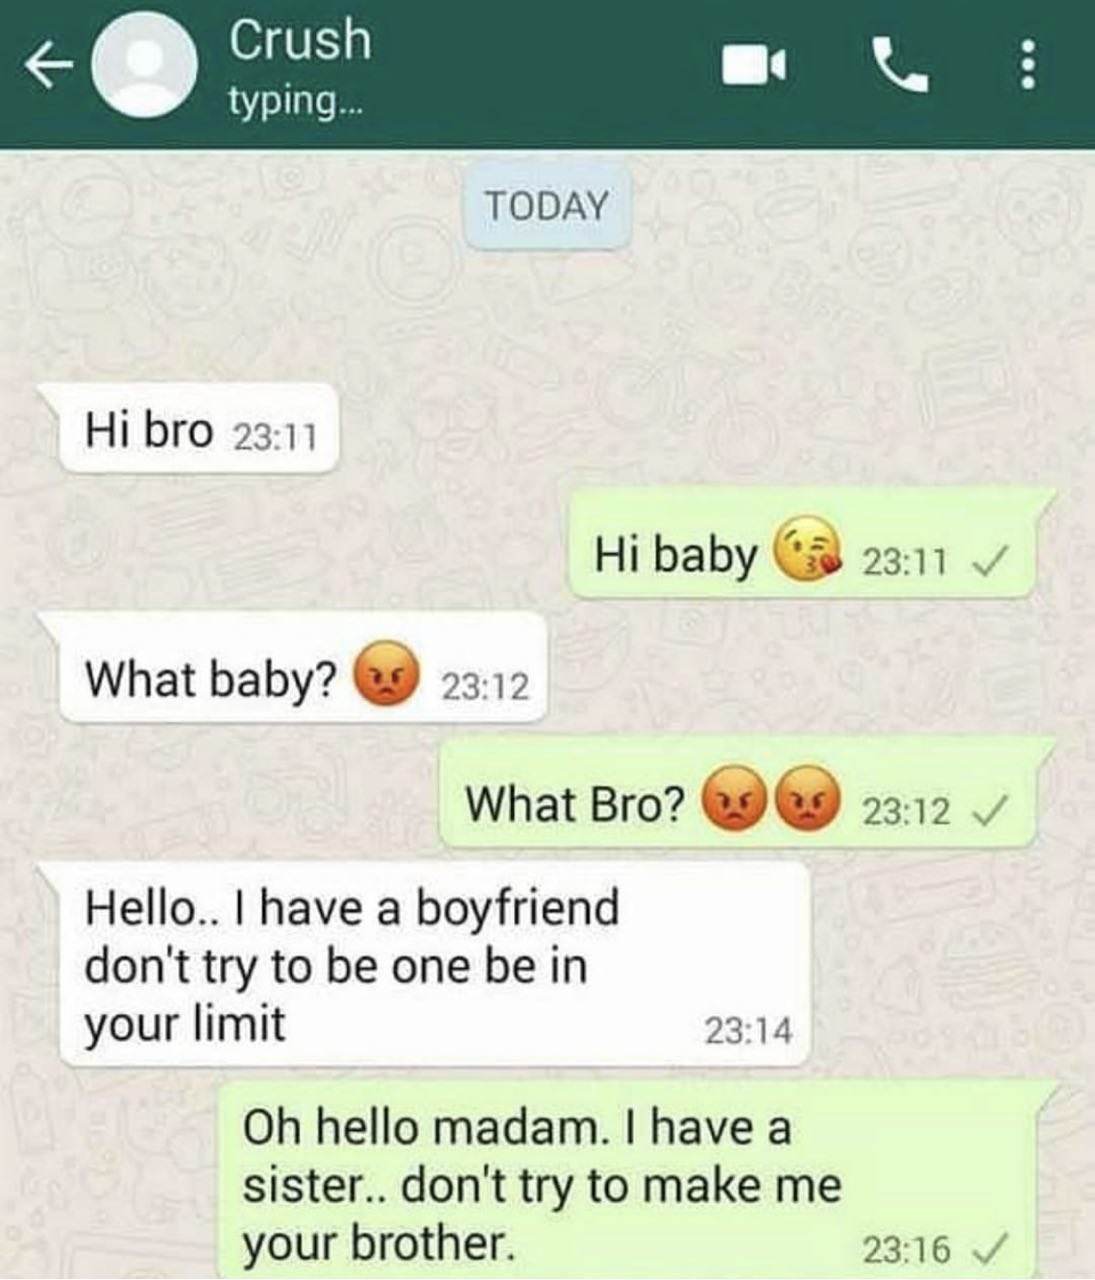 Crush
typing...
TODAY
Hi bro 23:11
Hi baby 😘 23:11
What baby? 😡 23:12
What Bro? 😡😡 23:12
Hello.. I have a boyfriend
don't try to be one be in
your limit 23:14
Oh hello madam. I have a
sister.. don't try to make me
your brother. 23:16